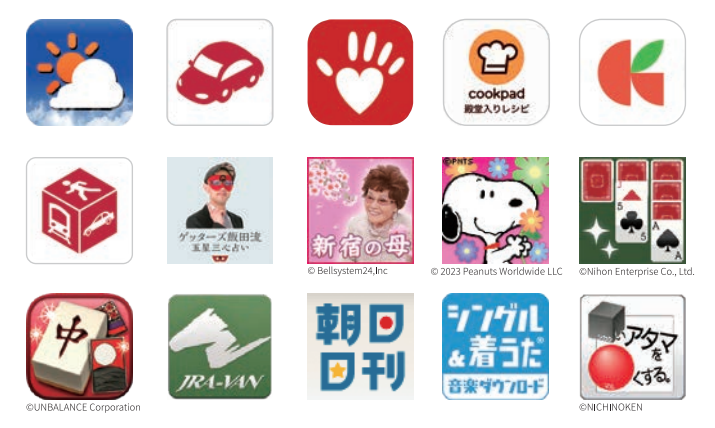 cookpad
殿堂入りレシピ
ゲッターズ飯田流
五星三心占い
新宿の母
©PNTS
J
5
5
A
A
© Bellsystem24,Inc
© 2023 Peanuts Worldwide LLC
©Nihon Enterprise Co., Ltd.
中
JRA-VAN
朝日
日刊
シングル
&着うた®
音楽ダウンロード
アタマ
を
くする。
©UNBALANCE Corporation
©NICHINOKEN